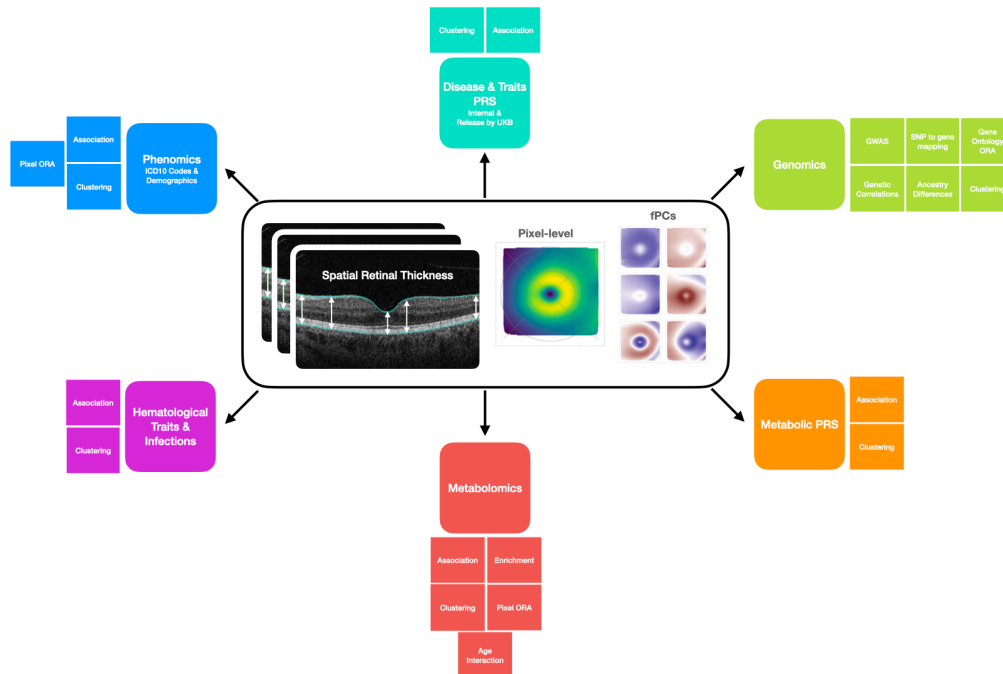 Clustering
Association
Disease & Traits
PRS
Internal &
Release by UKB
Association
Pixel ORA
Clustering
Phenomics
ICD10 Codes &
Demographics
Genomics
GWAS
SNP to gene
mapping
Gene
Ontology
ORA
Genetic
Correlations
Ancestry
Differences
Clustering
Spatial Retinal Thickness
Pixel-level
fPCs
Association
Clustering
Hematological
Traits &
Infections
Metabolic PRS
Association
Clustering
Metabolomics
Association
Enrichment
Clustering
Pixel ORA
Age
Interaction